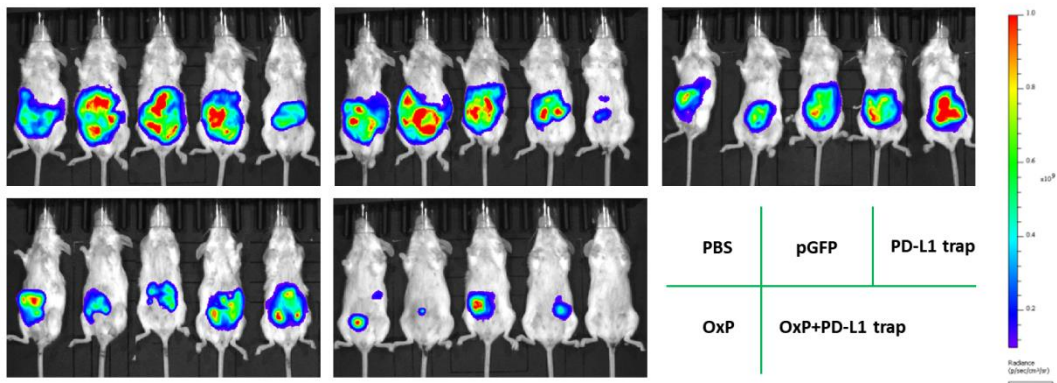 PBS
pGFP
PD-L1 trap
OxP
OxP+PD-L1 trap
1.0
0.8
0.6
x10⁹
0.4
0.2
Radiance
(p/sec/cm²/sr)